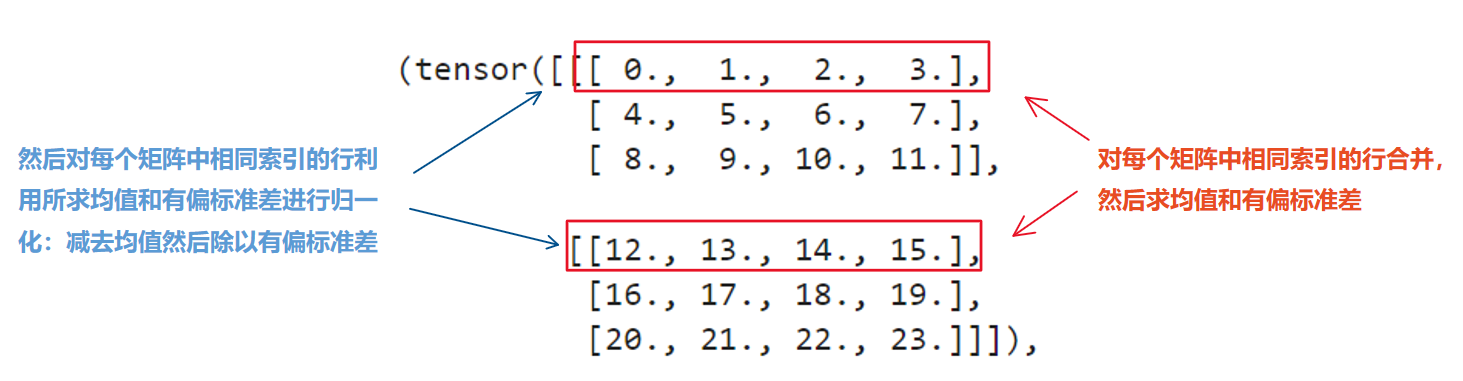 (tensor([[[ 0., 1., 2., 3.],
[ 4., 5., 6., 7.],
[ 8., 9., 10., 11.]],
[[12., 13., 14., 15.],
[16., 17., 18., 19.],
[20., 21., 22., 23.]]]),
然后对每个矩阵中相同索引的行利
用所求均值和有偏标准差进行归一
化：减去均值然后除以有偏标准差
对每个矩阵中相同索引的行合并，
然后求均值和有偏标准差